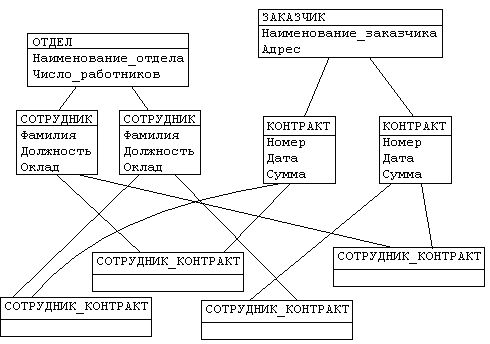 ЗАКАЗЧИК
Наименование_заказчика
Адрес
ОТДЕЛ
Наименование_отдела
Число_работников
СОТРУДНИК
Фамилия
Должность
Оклад
СОТРУДНИК
Фамилия
Должность
Оклад
КОНТРАКТ
Номер
Дата
Сумма
КОНТРАКТ
Номер
Дата
Сумма
СОТРУДНИК_КОНТРАКТ
СОТРУДНИК_КОНТРАКТ
СОТРУДНИК_КОНТРАКТ
СОТРУДНИК_КОНТРАКТ